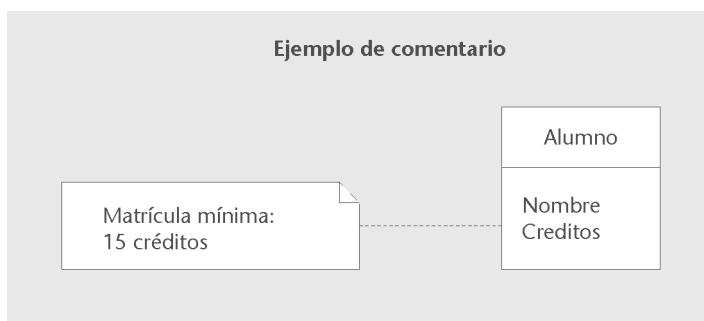 Ejemplo de comentario
Alumno
Matrícula mínima:
15 créditos
Nombre
Creditos